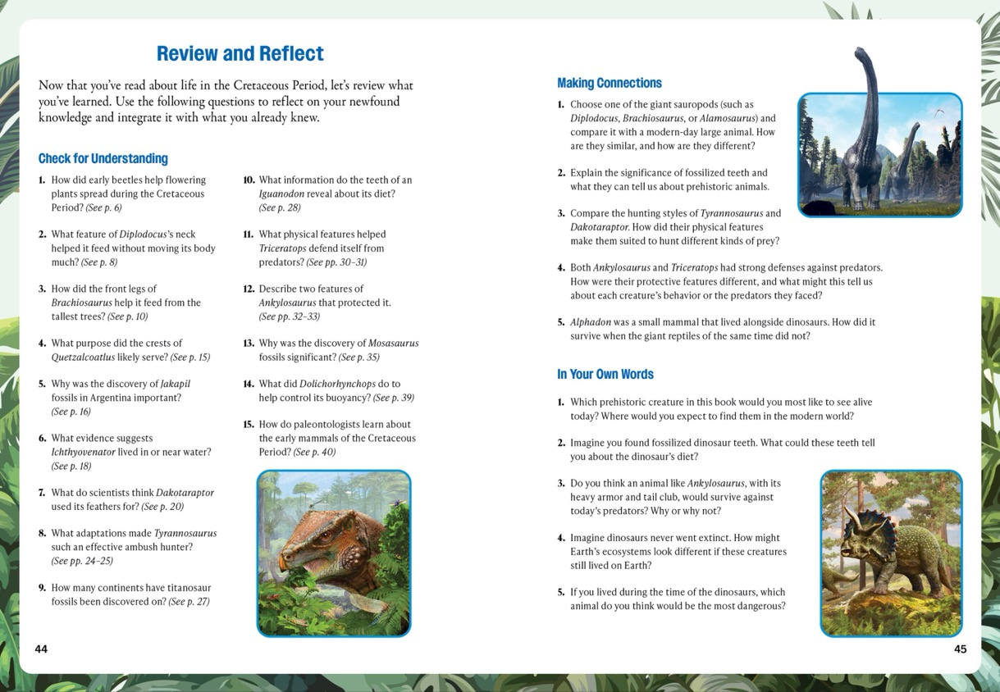 Review and Reflect
Now that you've read about life in the Cretaceous Period, let's review what
you've learned. Use the following questions to reflect on your newfound
knowledge and integrate it with what you already knew.
Check for Understanding
1. How did early beetles help flowering
plants spread during the Cretaceous
Period? (See p. 6)
2. What feature of Diplodocus's neck
helped it feed without moving its body
much? (See p. 8)
3. How did the front legs of
Brachiosaurus help it feed from the
tallest trees? (See p. 10)
4. What purpose did the crests of
Quetzalcoatlus likely serve? (See p. 15)
5. Why was the discovery of Jakapil
fossils in Argentina important?
(See p. 16)
6. What evidence suggests
Ichthyovenator lived in or near water?
(See p. 18)
7. What do scientists think Dakotaraptor
used its feathers for? (See p. 20)
8. What adaptations made Tyrannosaurus
such an effective ambush hunter?
(See pp. 24–25)
9. How many continents have titanosaur
fossils been discovered on? (See p. 27)
10. What information do the teeth of an
Iguanodon reveal about its diet?
(See p. 28)
11. What physical features helped
Triceratops defend itself from
predators? (See pp. 30–31)
12. Describe two features of
Ankylosaurus that protected it.
(See pp. 32–33)
13. Why was the discovery of Mosasaurus
fossils significant? (See p. 35)
14. What did Dolichorhynchops do to
help control its buoyancy? (See p. 39)
15. How do paleontologists learn about
the early mammals of the Cretaceous
Period? (See p. 40)
44
Making Connections
1. Choose one of the giant sauropods (such as
Diplodocus, Brachiosaurus, or Alamosaurus) and
compare it with a modern-day large animal. How
are they similar, and how are they different?
2. Explain the significance of fossilized teeth and
what they can tell us about prehistoric animals.
3. Compare the hunting styles of Tyrannosaurus and
Dakotaraptor. How did their physical features
make them suited to hunt different kinds of prey?
4. Both Ankylosaurus and Triceratops had strong defenses against predators.
How were their protective features different, and what might this tell us
about each creature's behavior or the predators they faced?
5. Alphadon was a small mammal that lived alongside dinosaurs. How did it
survive when the giant reptiles of the same time did not?
In Your Own Words
1. Which prehistoric creature in this book would you most like to see alive
today? Where would you expect to find them in the modern world?
2. Imagine you found fossilized dinosaur teeth. What could these teeth tell
you about the dinosaur's diet?
3. Do you think an animal like Ankylosaurus, with its
heavy armor and tail club, would survive against
today's predators? Why or why not?
4. Imagine dinosaurs never went extinct. How might
Earth's ecosystems look different if these creatures
still lived on Earth?
5. If you lived during the time of the dinosaurs, which
animal do you think would be the most dangerous?
45